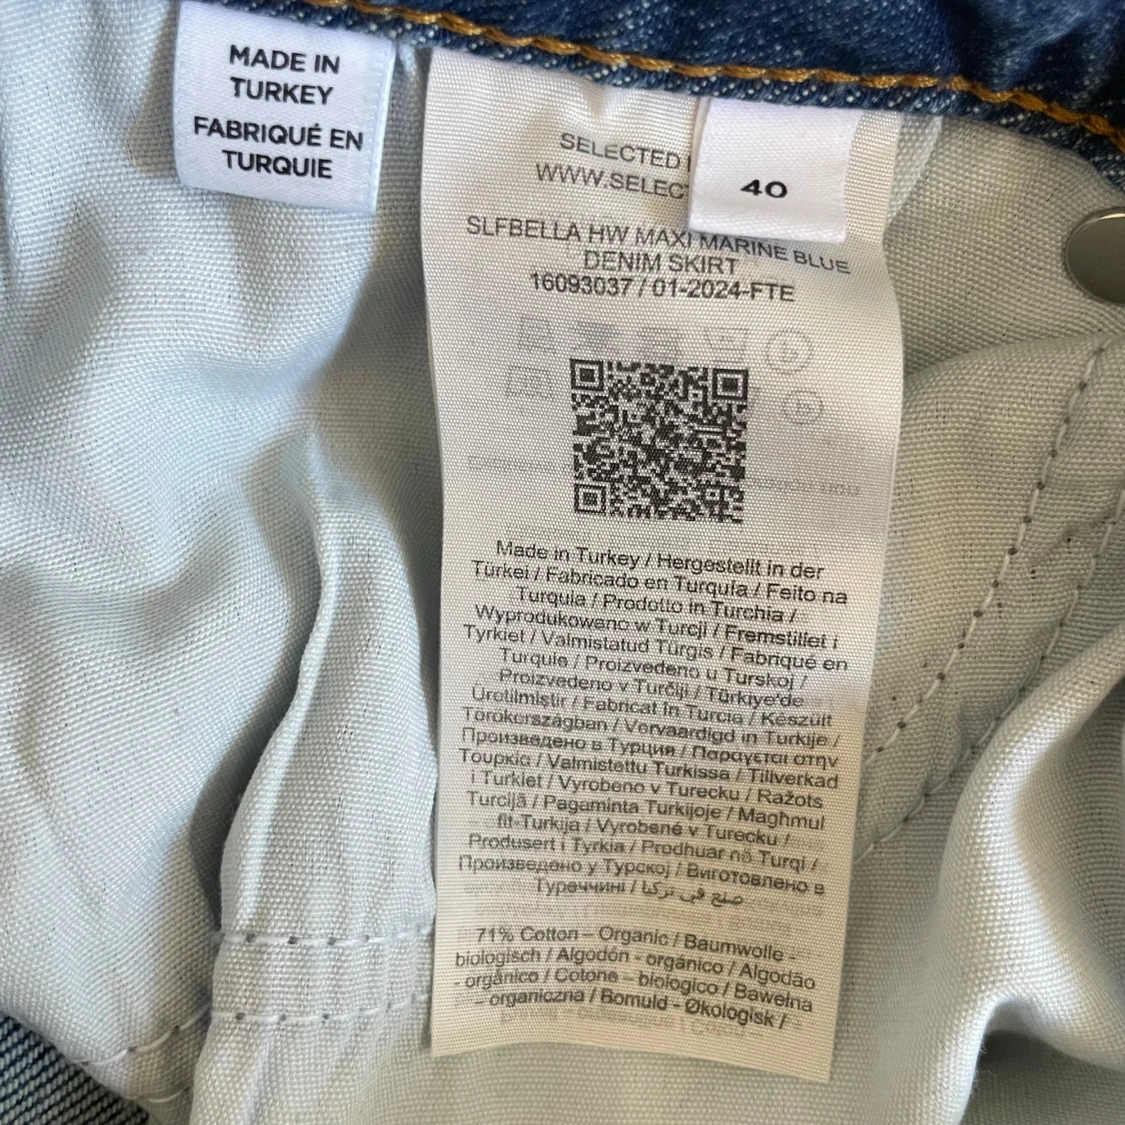 MADE IN
TURKEY
FABRIQUÉ EN
TURQUIE
SELECTED
WWW.SELEC
40
SLFBELLA HW MAXI MARINE BLUE
DENIM SKIRT
16093037 / 01-2024-FTE
Made in Turkey / Hergestellt in der
Türkei / Fabricado en Turquía / Feito na
Turquia / Prodotto in Turchia /
Wyprodukowano w Turcji / Fremstillet i
Tyrkiet / Valmistatud Türgis / Fabriqué en
Turquie / Proizvedeno u Turskoj /
Proizvedeno v Turčiji / Türkiye'de
Üretilmiştir / Fabricat în Turcia / Készült
Törökországban / Vervaardigd in Turkije /
Произведено в Турция / Παράγεται στην
Τουρκία / Valmistettu Turkissa / Tillverkad
i Turkiet / Vyrobeno v Turecku / Ražots
Turcijā / Pagaminta Turkijoje / Maghmul
fit-Turkija / Vyrobené v Turecku /
Produsert i Tyrkia / Prodhuar në Turqi /
Произведено у Турској / Виготовлено в
Туреччині / صنع في تركيا
71% Cotton – Organic / Baumwolle -
biologisch / Algodón - orgánico / Algodão
- orgânico / Cotone – biologico / Bawełna
– organiczna / Bomuld - Økologisk /